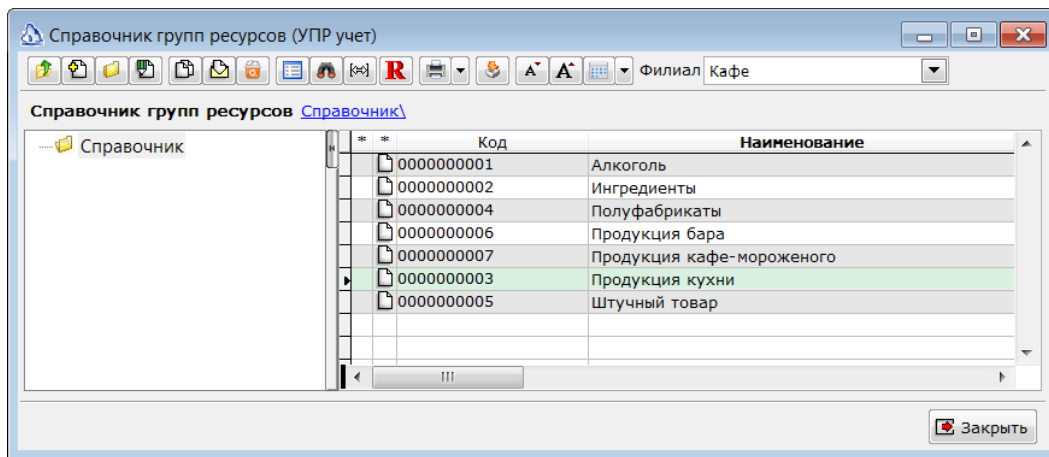 Справочник групп ресурсов (УПР учет)
R A A Филиал Кафе
Справочник групп ресурсов Справочник\
Справочник
* * Код Наименование
0000000001 Алкоголь
0000000002 Ингредиенты
0000000004 Полуфабрикаты
0000000006 Продукция бара
0000000007 Продукция кафе-мороженого
0000000003 Продукция кухни
0000000005 Штучный товар
Закрыть